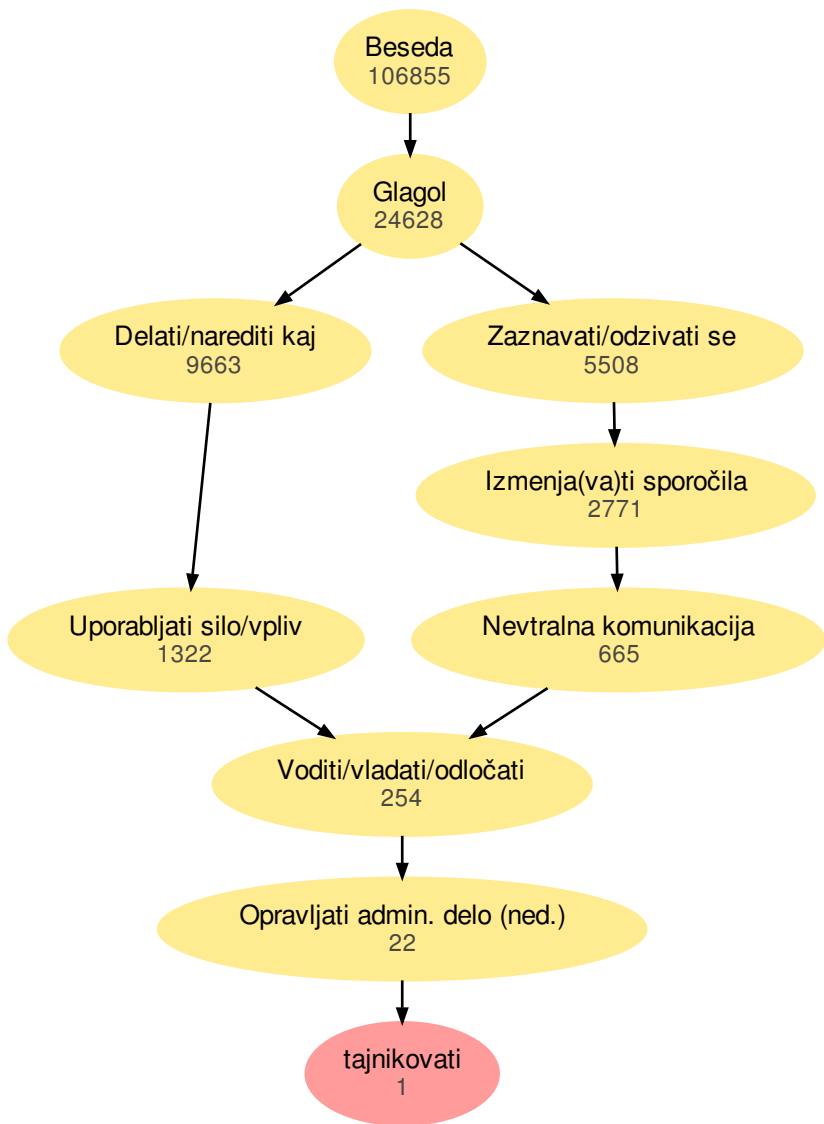 Beseda
106855
Glagol
24628
Delati/narediti kaj
9663
Zaznavati/odzivati se
5508
Izmenja(va)ti sporočila
2771
Uporabljati silo/vpliv
1322
Nevtralna komunikacija
665
Voditi/vladati/odločati
254
Opravljati admin. delo (ned.)
22
tajnikovati
1